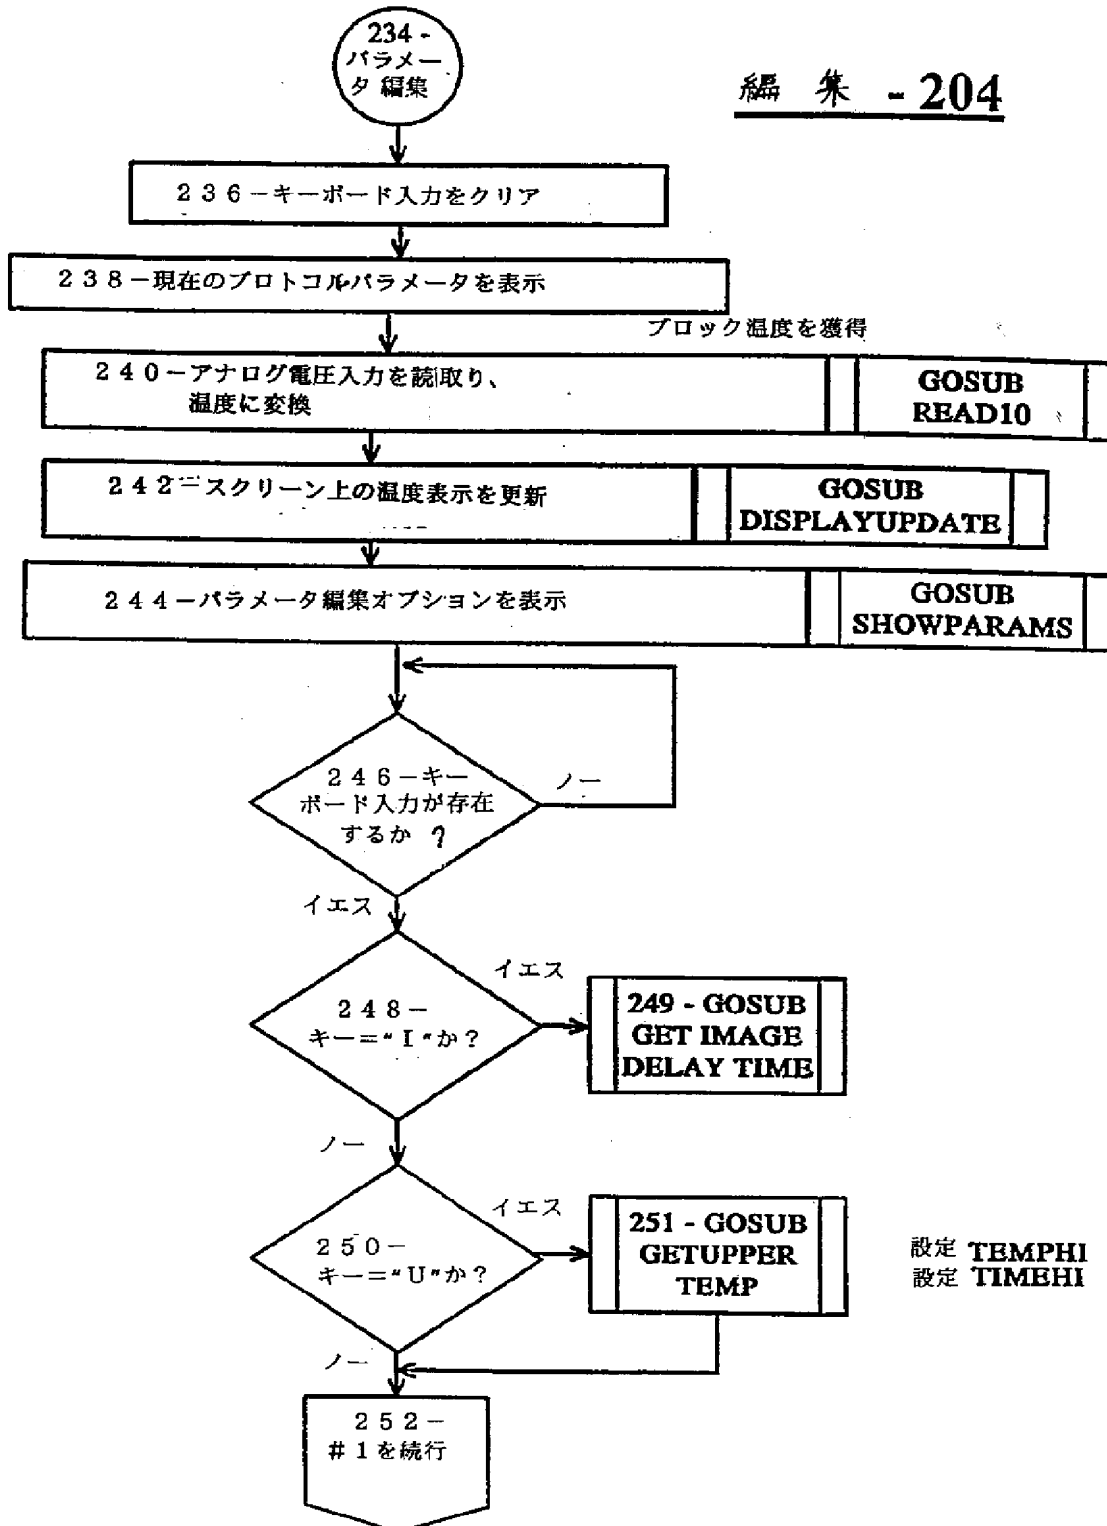 234 -
パラメー
タ 編集
編 集 - 204
236－キーボード入力をクリア
238－現在のプロトコルパラメータを表示
ブロック温度を獲得
240－アナログ電圧入力を読取り、
温度に変換
GOSUB
READ10
242－スクリーン上の温度表示を更新
GOSUB
DISPLAYUPDATE
244－パラメータ編集オプションを表示
GOSUB
SHOWPARAMS
246－キー
ボード入力が存在
するか ?
ノー
イエス
248－
キー＝"I"か？
イエス
249 - GOSUB
GET IMAGE
DELAY TIME
ノー
250－
キー＝"U"か？
イエス
251 - GOSUB
GETUPPER
TEMP
設定 TEMPHI
設定 TIMEHI
ノー
252－
＃1を続行